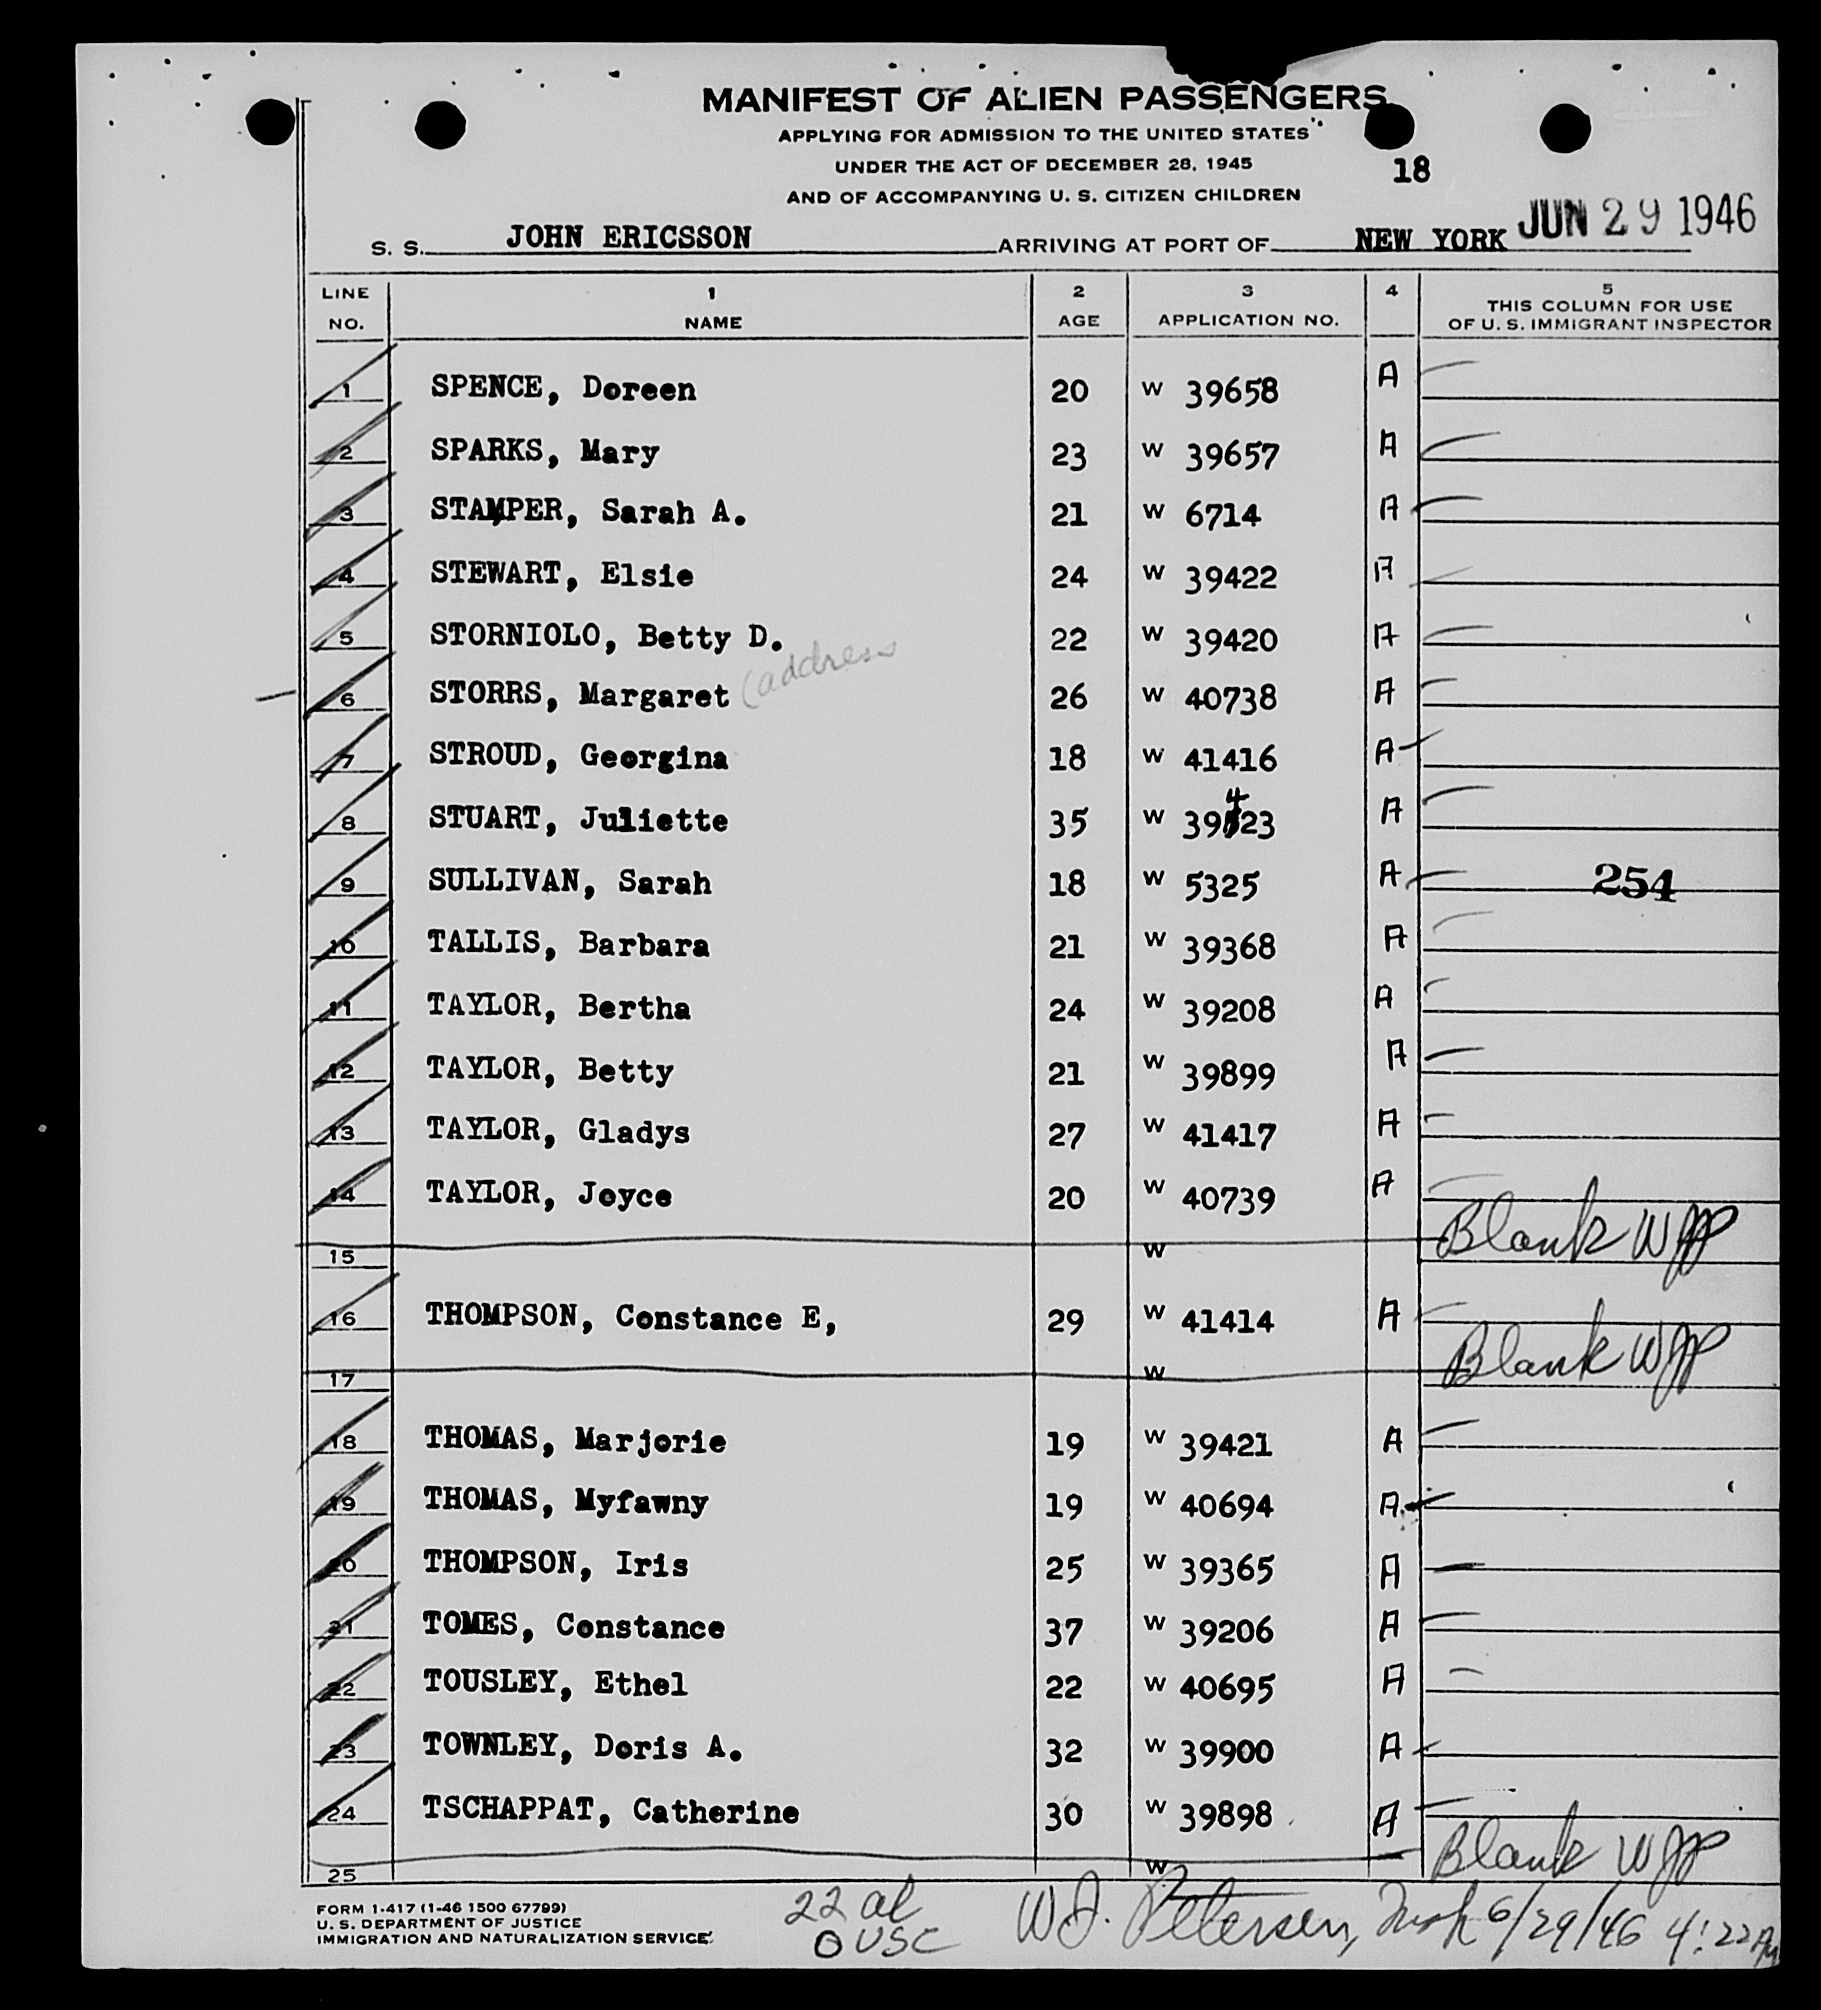 MANIFEST OF ALIEN PASSENGERS
APPLYING FOR ADMISSION TO THE UNITED STATES
UNDER THE ACT OF DECEMBER 28, 1945
18
AND OF ACCOMPANYING U. S. CITIZEN CHILDREN
S. S. JOHN ERICSSON ARRIVING AT PORT OF NEW YORK JUN 29 1946
LINE NO. 1 NAME 2 AGE 3 APPLICATION NO. 4 5 THIS COLUMN FOR USE OF U. S. IMMIGRANT INSPECTOR
1 SPENCE, Doreen 20 W 39658 A
2 SPARKS, Mary 23 W 39657 A
3 STAMPER, Sarah A. 21 W 6714 A
4 STEWART, Elsie 24 W 39422 A
5 STORNIOLO, Betty D. 22 W 39420 A
6 STORRS, Margaret (address 26 W 40738 A
7 STROUD, Georgina 18 W 41416 A
8 STUART, Juliette 35 W 39423 A
9 SULLIVAN, Sarah 18 W 5325 A 254
10 TALLIS, Barbara 21 W 39368 A
11 TAYLOR, Bertha 24 W 39208 A
12 TAYLOR, Betty 21 W 39899 A
13 TAYLOR, Gladys 27 W 41417 A
14 TAYLOR, Joyce 20 W 40739 A
15 W Blank WJP
16 THOMPSON, Constance E, 29 W 41414 A
17 W Blank WJP
18 THOMAS, Marjorie 19 W 39421 A
19 THOMAS, Myfawny 19 W 40694 A
20 THOMPSON, Iris 25 W 39365 A
21 TOMES, Constance 37 W 39206 A
22 TOUSLEY, Ethel 22 W 40695 A
23 TOWNLEY, Doris A. 32 W 39900 A
24 TSCHAPPAT, Catherine 30 W 39898 A
25 W Blank WJP
FORM I-417 (1-46 1500 67799)
U. S. DEPARTMENT OF JUSTICE
IMMIGRATION AND NATURALIZATION SERVICE
22 al
0 USC
W J. Petersen, 6/29/46 4:22 PM